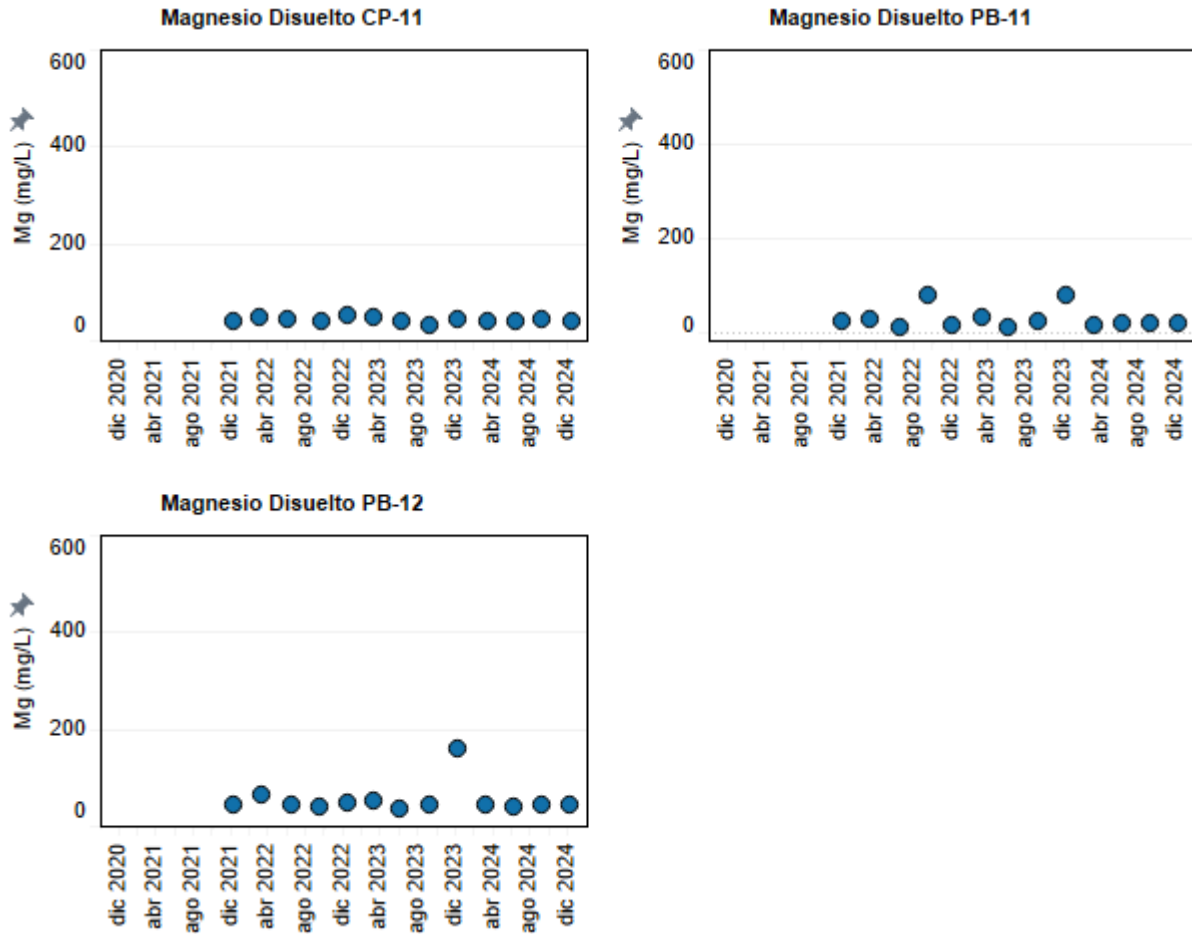 Magnesio Disuelto CP-11
600
400
200
0
Mg (mg/L)
dic 2020
abr 2021
ago 2021
dic 2021
abr 2022
ago 2022
dic 2022
abr 2023
ago 2023
dic 2023
abr 2024
ago 2024
dic 2024
Magnesio Disuelto PB-11
600
400
200
0
Mg (mg/L)
dic 2020
abr 2021
ago 2021
dic 2021
abr 2022
ago 2022
dic 2022
abr 2023
ago 2023
dic 2023
abr 2024
ago 2024
dic 2024
Magnesio Disuelto PB-12
600
400
200
0
Mg (mg/L)
dic 2020
abr 2021
ago 2021
dic 2021
abr 2022
ago 2022
dic 2022
abr 2023
ago 2023
dic 2023
abr 2024
ago 2024
dic 2024